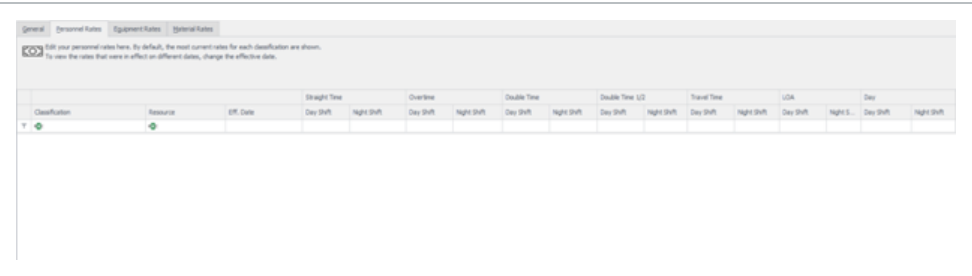 General Personnel Rates Equipment Rates Material Rates
Edit your personnel rates here. By default, the most current rates for each classification are shown.
To view the rates that were in effect on different dates, change the effective date.
Straight Time Overtime Double Time Double Time 1/2 Travel Time LOA Day
Classification Resource Eff. Date Day Shift Night Shift Day Shift Night Shift Day Shift Night Shift Day Shift Night Shift Day Shift Night Shift Day Shift Night S... Day Shift Night Shift